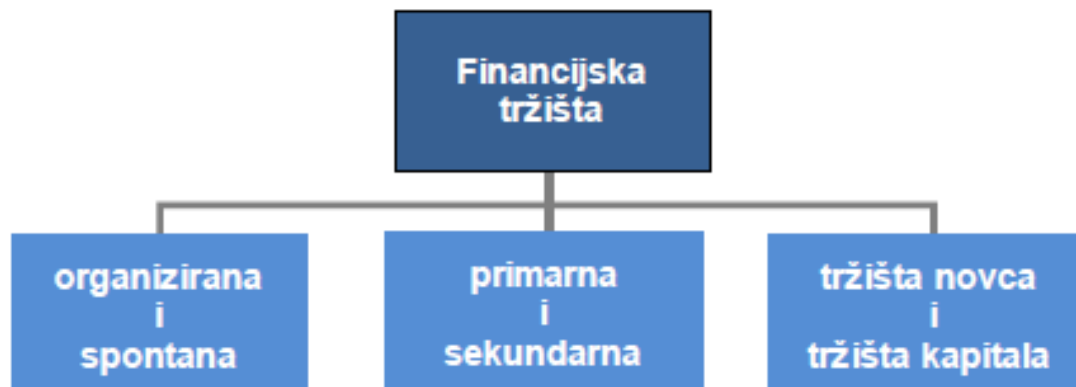 Financijska
tržišta
organizirana
i
spontana
primarna
i
sekundarna
tržišta novca
i
tržišta kapitala